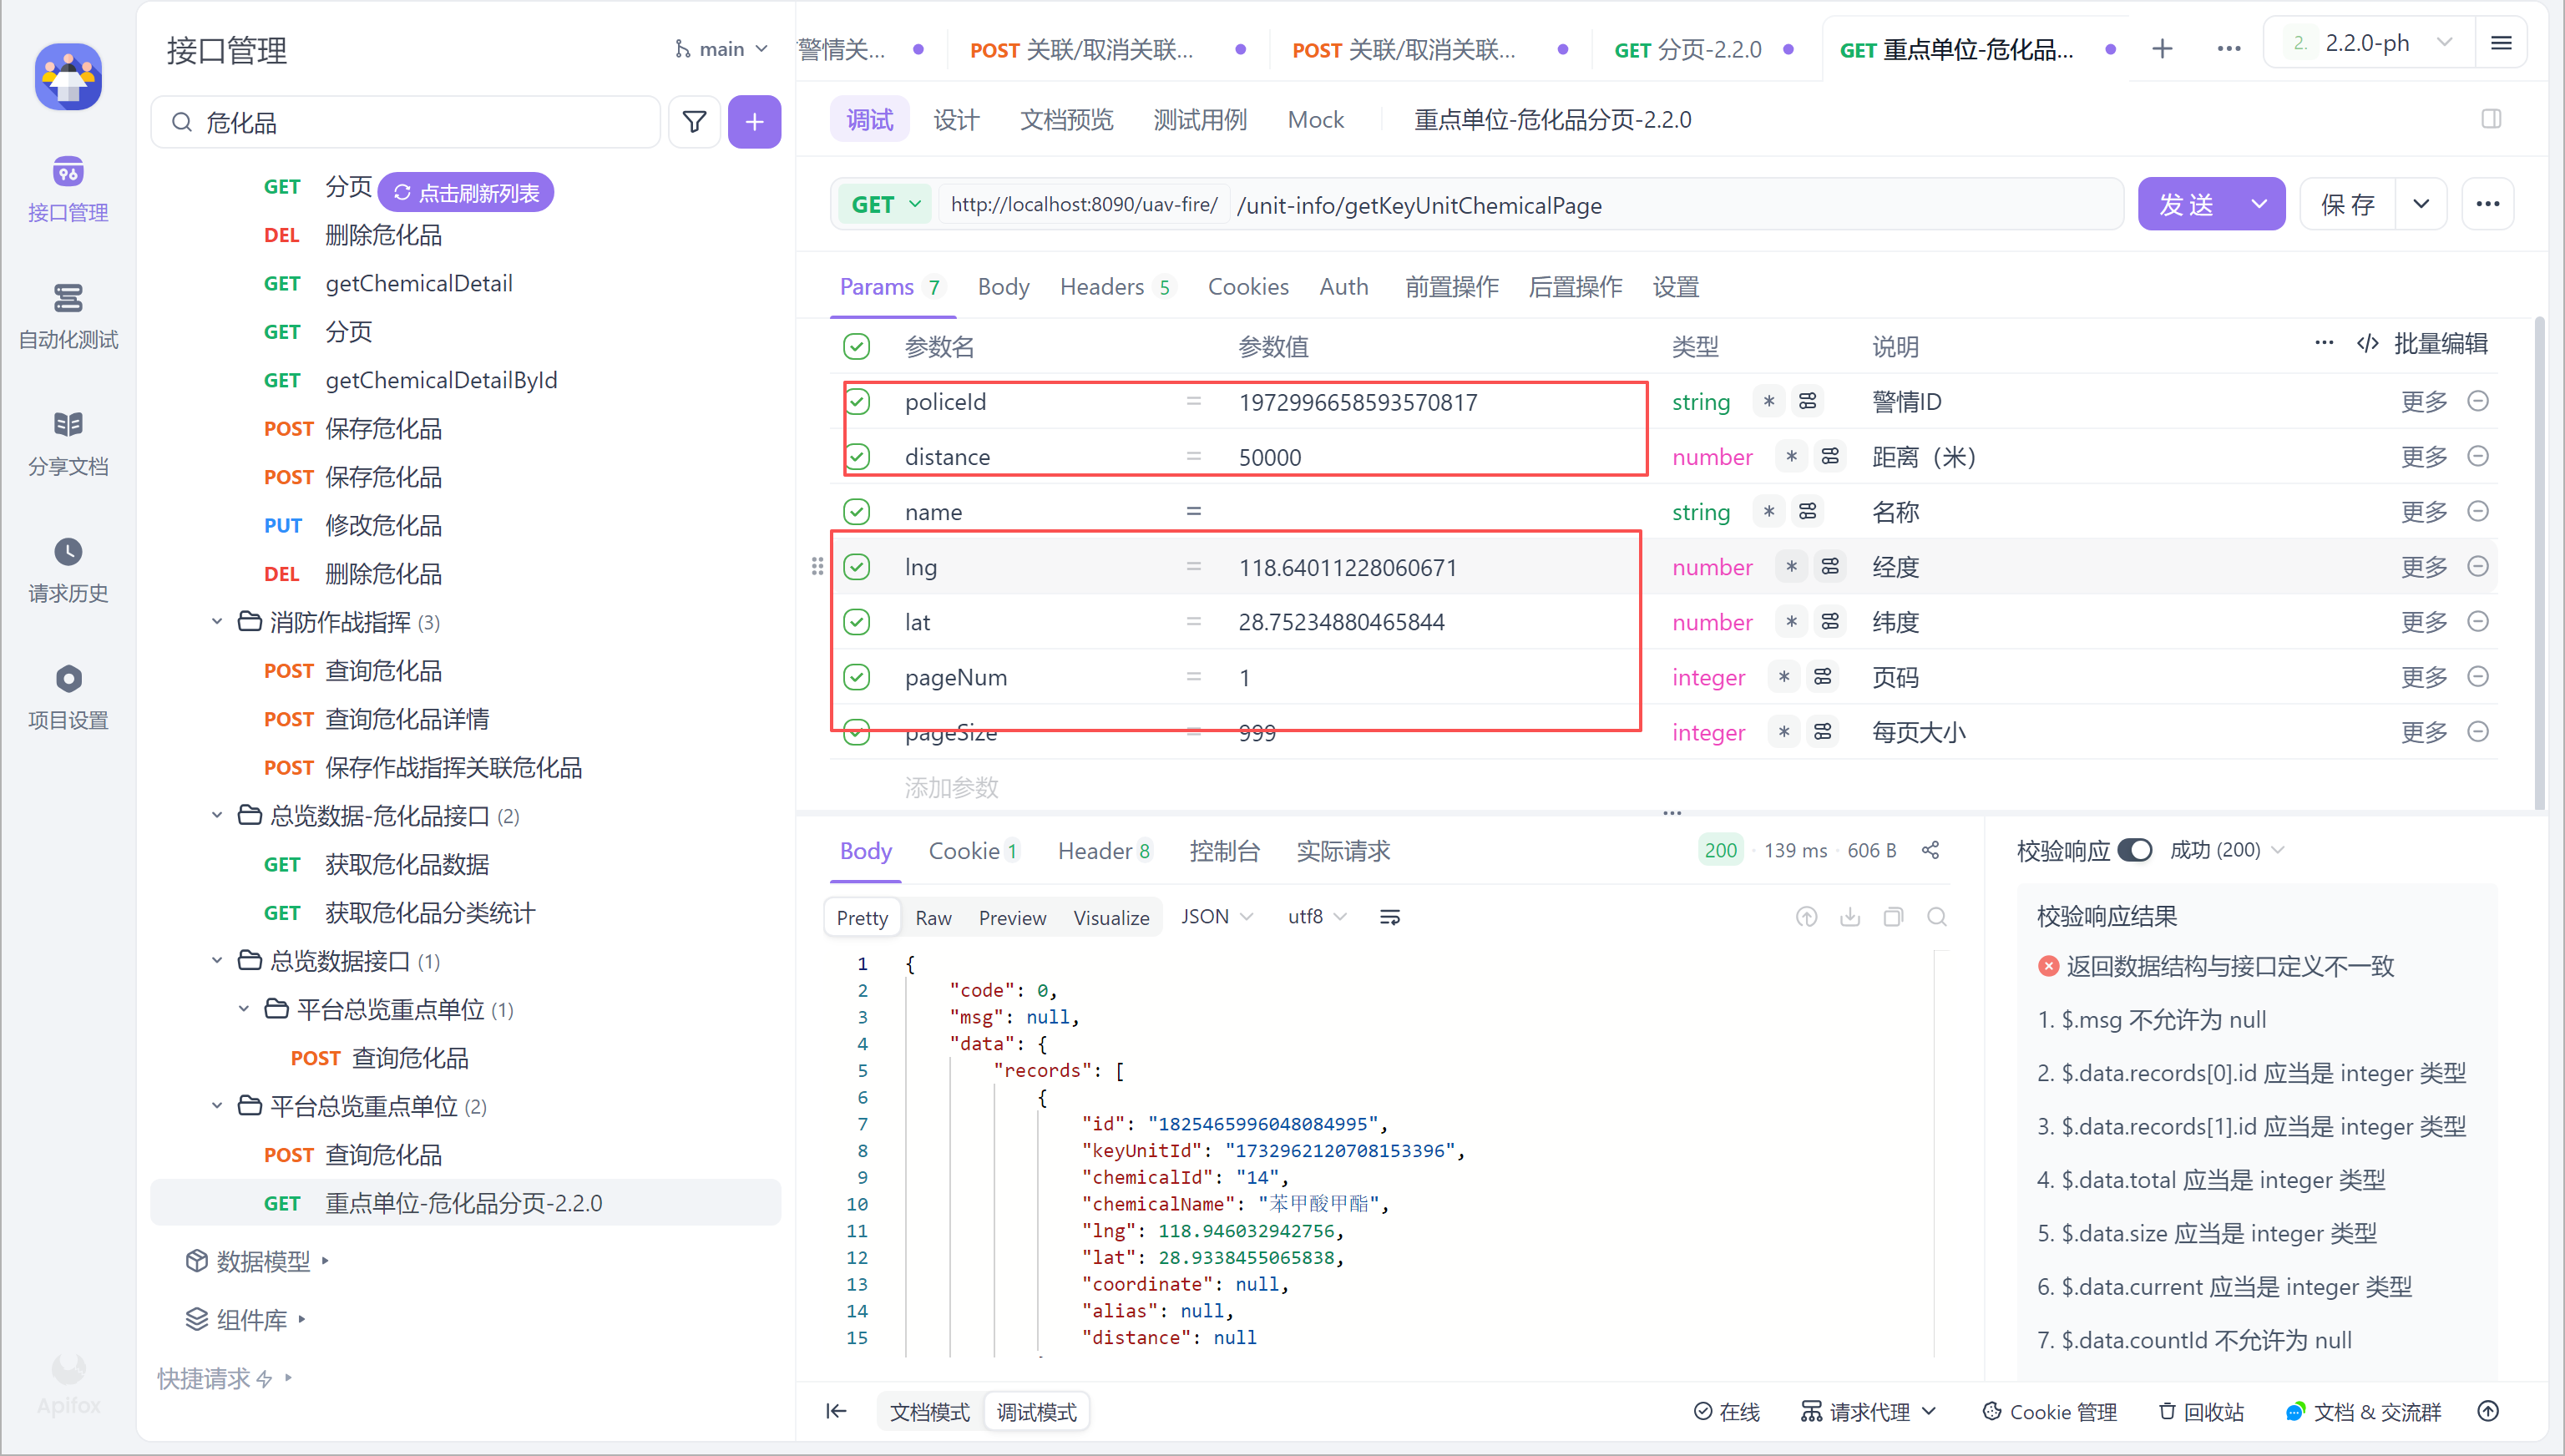 接口管理
自动化测试
分享文档
请求历史
项目设置
Apifox
接口管理
main
危化品
GET 分页
点击刷新列表
DEL 删除危化品
GET getChemicalDetail
GET 分页
GET getChemicalDetailById
POST 保存危化品
POST 保存危化品
PUT 修改危化品
DEL 删除危化品
消防作战指挥 (3)
POST 查询危化品
POST 查询危化品详情
POST 保存作战指挥关联危化品
总览数据-危化品接口 (2)
GET 获取危化品数据
GET 获取危化品分类统计
总览数据接口 (1)
平台总览重点单位 (1)
POST 查询危化品
平台总览重点单位 (2)
POST 查询危化品
GET 重点单位-危化品分页-2.2.0
数据模型
组件库
快捷请求
警情关...
POST 关联/取消关联...
POST 关联/取消关联...
GET 分页-2.2.0
GET 重点单位-危化品...
2. 2.2.0-ph
调试 设计 文档预览 测试用例 Mock 重点单位-危化品分页-2.2.0
GET http://localhost:8090/uav-fire/ /unit-info/getKeyUnitChemicalPage
发送 保存
Params 7 Body Headers 5 Cookies Auth 前置操作 后置操作 设置
参数名 参数值 类型 说明 批量编辑
policeId = 1972996658593570817 string * 警情ID 更多
distance = 50000 number * 距离（米） 更多
name = string * 名称 更多
lng = 118.64011228060671 number * 经度 更多
lat = 28.75234880465844 number * 纬度 更多
pageNum = 1 integer * 页码 更多
pageSize = 999 integer * 每页大小 更多
添加参数
Body Cookie 1 Header 8 控制台 实际请求 200 · 139 ms · 606 B
Pretty Raw Preview Visualize JSON utf8
1 {
2 "code": 0,
3 "msg": null,
4 "data": {
5 "records": [
6 {
7 "id": "1825465996048084995",
8 "keyUnitId": "1732962120708153396",
9 "chemicalId": "14",
10 "chemicalName": "苯甲酸甲酯",
11 "lng": 118.946032942756,
12 "lat": 28.9338455065838,
13 "coordinate": null,
14 "alias": null,
15 "distance": null
校验响应 成功 (200)
校验响应结果
返回数据结构与接口定义不一致
1. $.msg 不允许为 null
2. $.data.records[0].id 应当是 integer 类型
3. $.data.records[1].id 应当是 integer 类型
4. $.data.total 应当是 integer 类型
5. $.data.size 应当是 integer 类型
6. $.data.current 应当是 integer 类型
7. $.data.countId 不允许为 null
文档模式 调试模式
在线 请求代理 Cookie 管理 回收站 文档 & 交流群